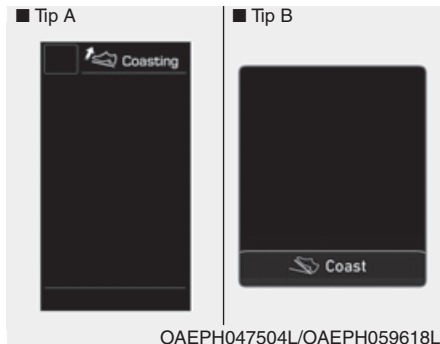 ■ Tip A
■ Tip B
Coasting
Coast
OAEPH047504L/OAEPH059618L